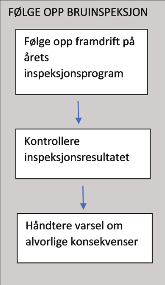 FØLGE OPP BRUINSPEKSJON
Følge opp framdrift på
årets
inspeksjonsprogram
Kontrollere
inspeksjonsresultatet
Håndtere varsel om
alvorlige konsekvenser